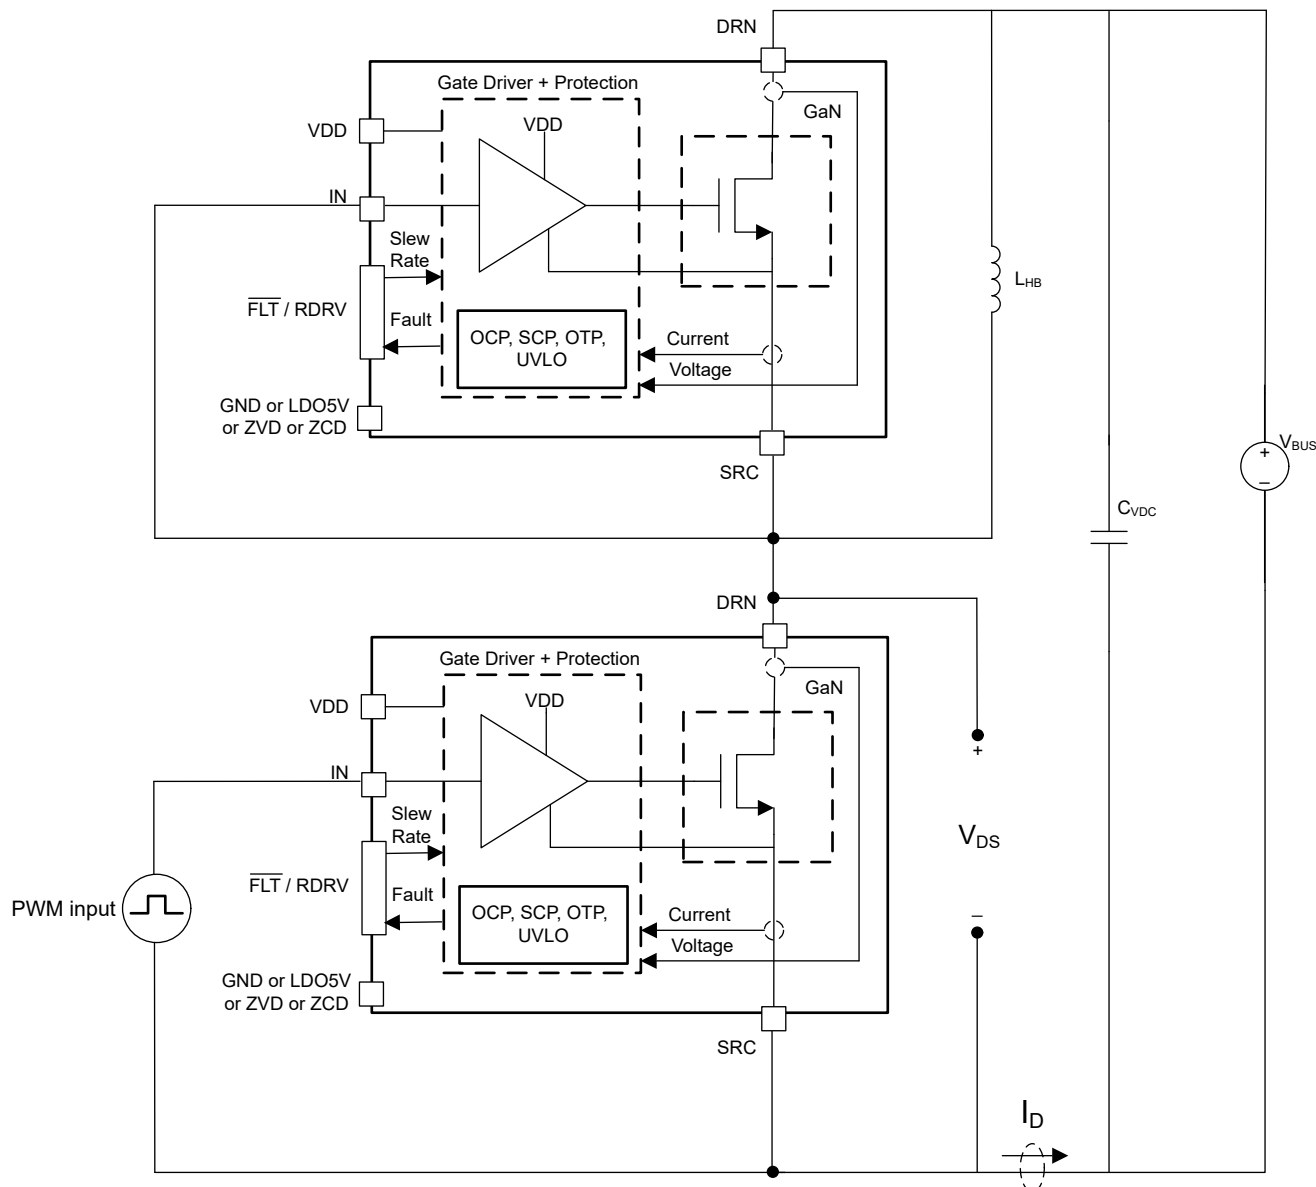 DRN
Gate Driver + Protection
GaN
VDD
VDD
IN
Slew
Rate
FLT / RDRV
Fault
OCP, SCP, OTP,
UVLO
Current
Voltage
GND or LDO5V
or ZVD or ZCD
SRC
LHB
CVDC
VBUS
+
–
DRN
Gate Driver + Protection
GaN
VDD
VDD
IN
Slew
Rate
FLT / RDRV
Fault
OCP, SCP, OTP,
UVLO
Current
Voltage
GND or LDO5V
or ZVD or ZCD
SRC
PWM input
+
VDS
–
ID